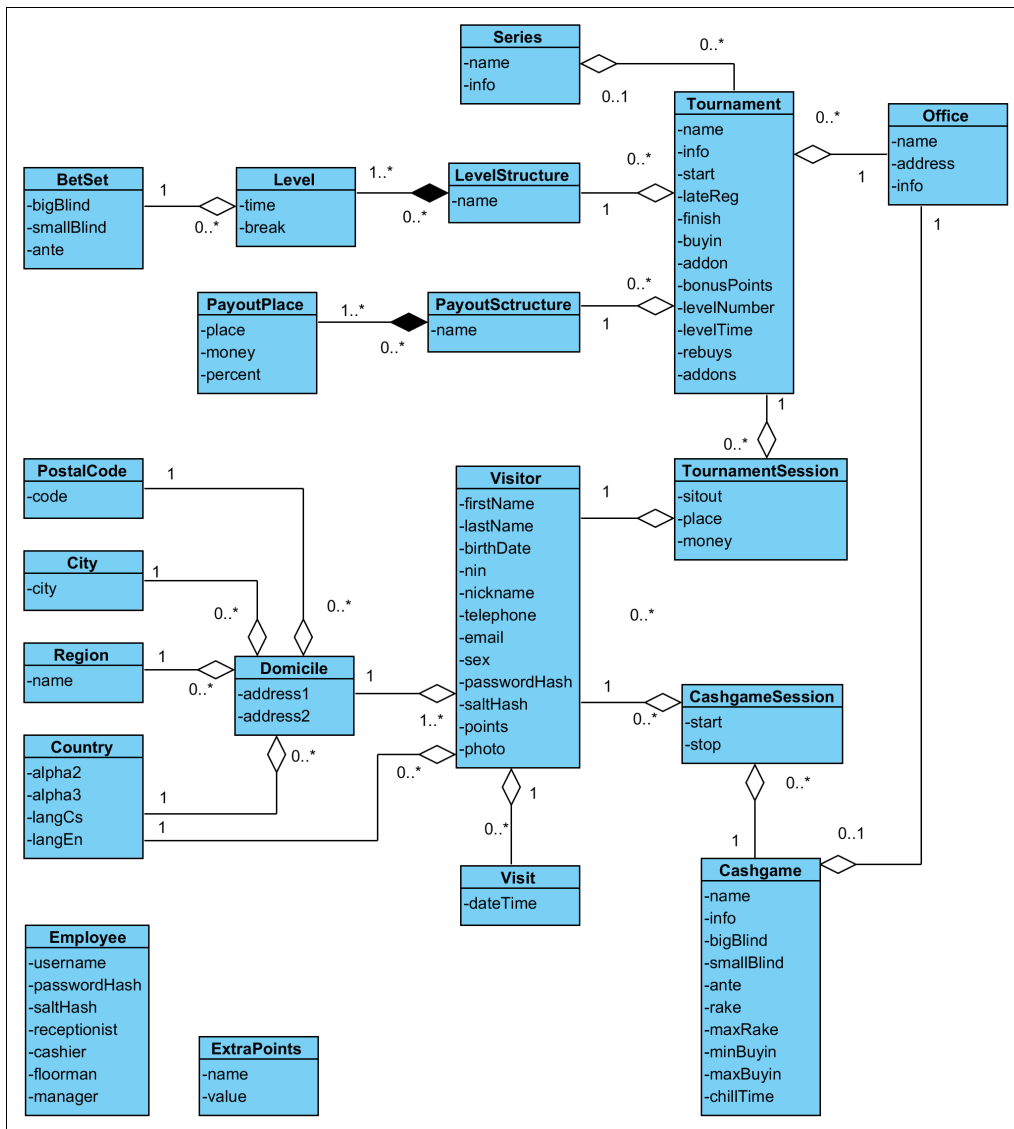 Series
-name
-info
0..*
0..1
Tournament
-name
-info
-start
-lateReg
-finish
-buyin
-addon
-bonusPoints
-levelNumber
-levelTime
-rebuys
-addons
0..*
1
Office
-name
-address
-info
1
BetSet
-bigBlind
-smallBlind
-ante
1
0..*
Level
-time
-break
1..*
0..*
LevelStructure
-name
0..*
1
PayoutPlace
-place
-money
-percent
1..*
0..*
PayoutSctructure
-name
0..*
1
1
0..*
TournamentSession
-sitout
-place
-money
PostalCode
-code
1
City
-city
1
0..*
0..*
Region
-name
1
0..*
Domicile
-address1
-address2
1
1..*
0..*
Country
-alpha2
-alpha3
-langCs
-langEn
1
1
0..*
Visitor
-firstName
-lastName
-birthDate
-nin
-nickname
-telephone
-email
-sex
-passwordHash
-saltHash
-points
-photo
1
0..*
1
0..*
CashgameSession
-start
-stop
0..*
1
0..1
1
0..*
Visit
-dateTime
Cashgame
-name
-info
-bigBlind
-smallBlind
-ante
-rake
-maxRake
-minBuyin
-maxBuyin
-chillTime
Employee
-username
-passwordHash
-saltHash
-receptionist
-cashier
-floorman
-manager
ExtraPoints
-name
-value